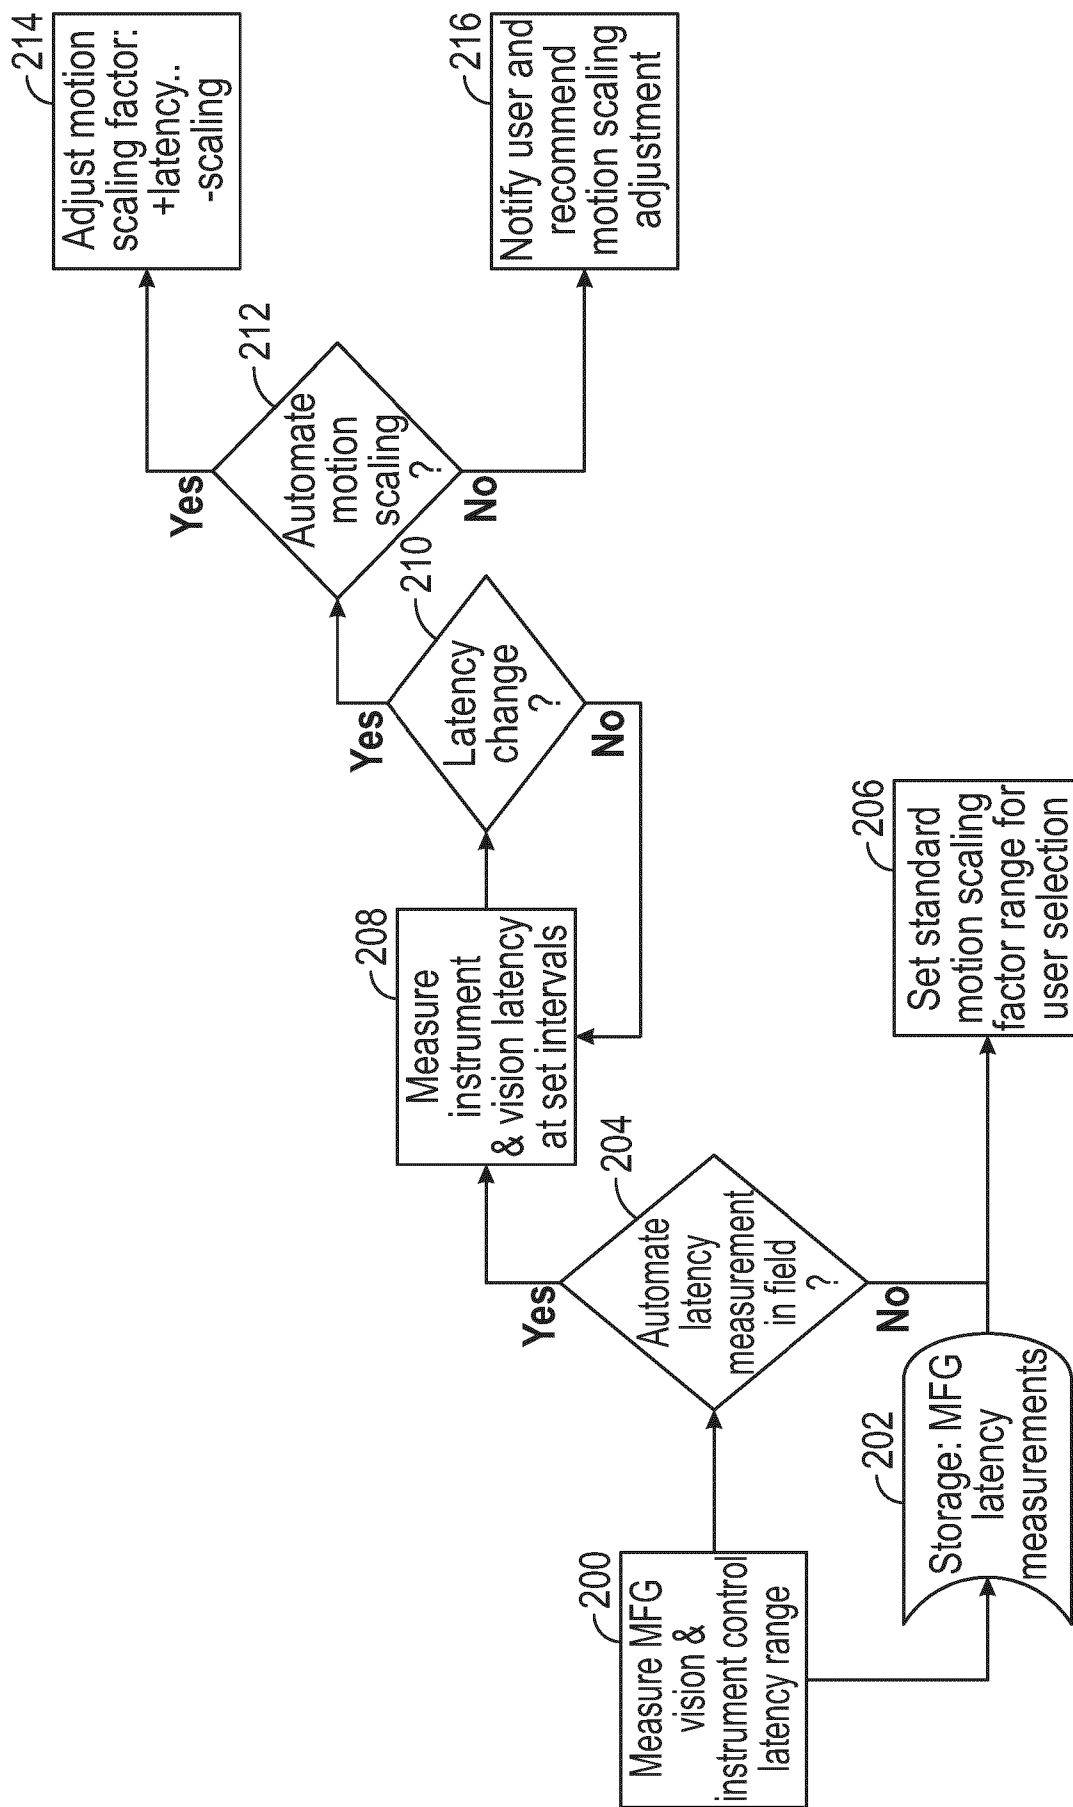 200
Measure MFG
vision &
instrument control
latency range
202
Storage: MFG
latency
measurements
204
Automate
latency
measurement
in field
?
Yes
No
206
Set standard
motion scaling
factor range for
user selection
208
Measure
instrument
& vision latency
at set intervals
210
Latency
change
?
Yes
No
212
Automate
motion
scaling
?
Yes
No
214
Adjust motion
scaling factor:
+latency..
-scaling
216
Notify user and
recommend
motion scaling
adjustment